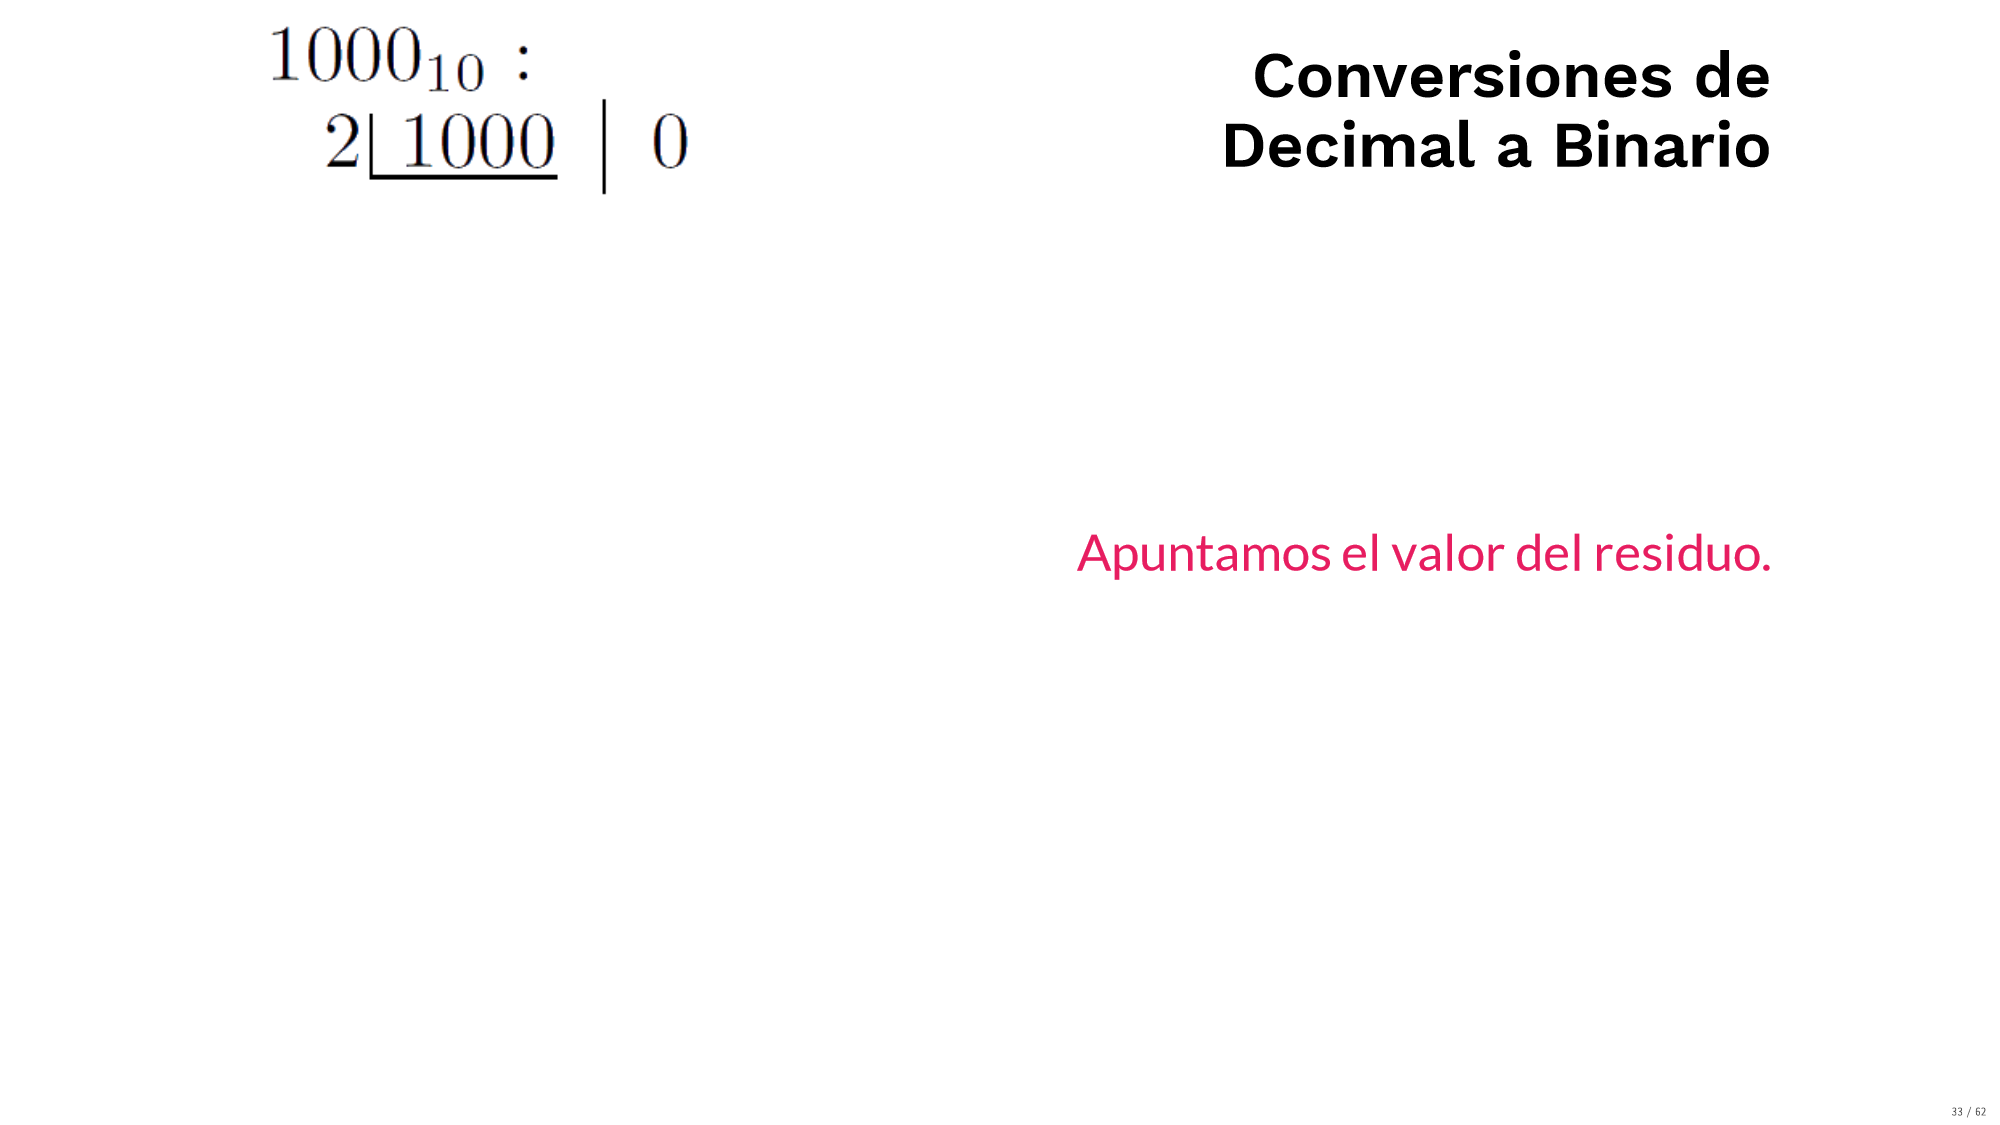 1000₁₀ :
2 1000 | 0
Conversiones de
Decimal a Binario
Apuntamos el valor del residuo.
33 / 62